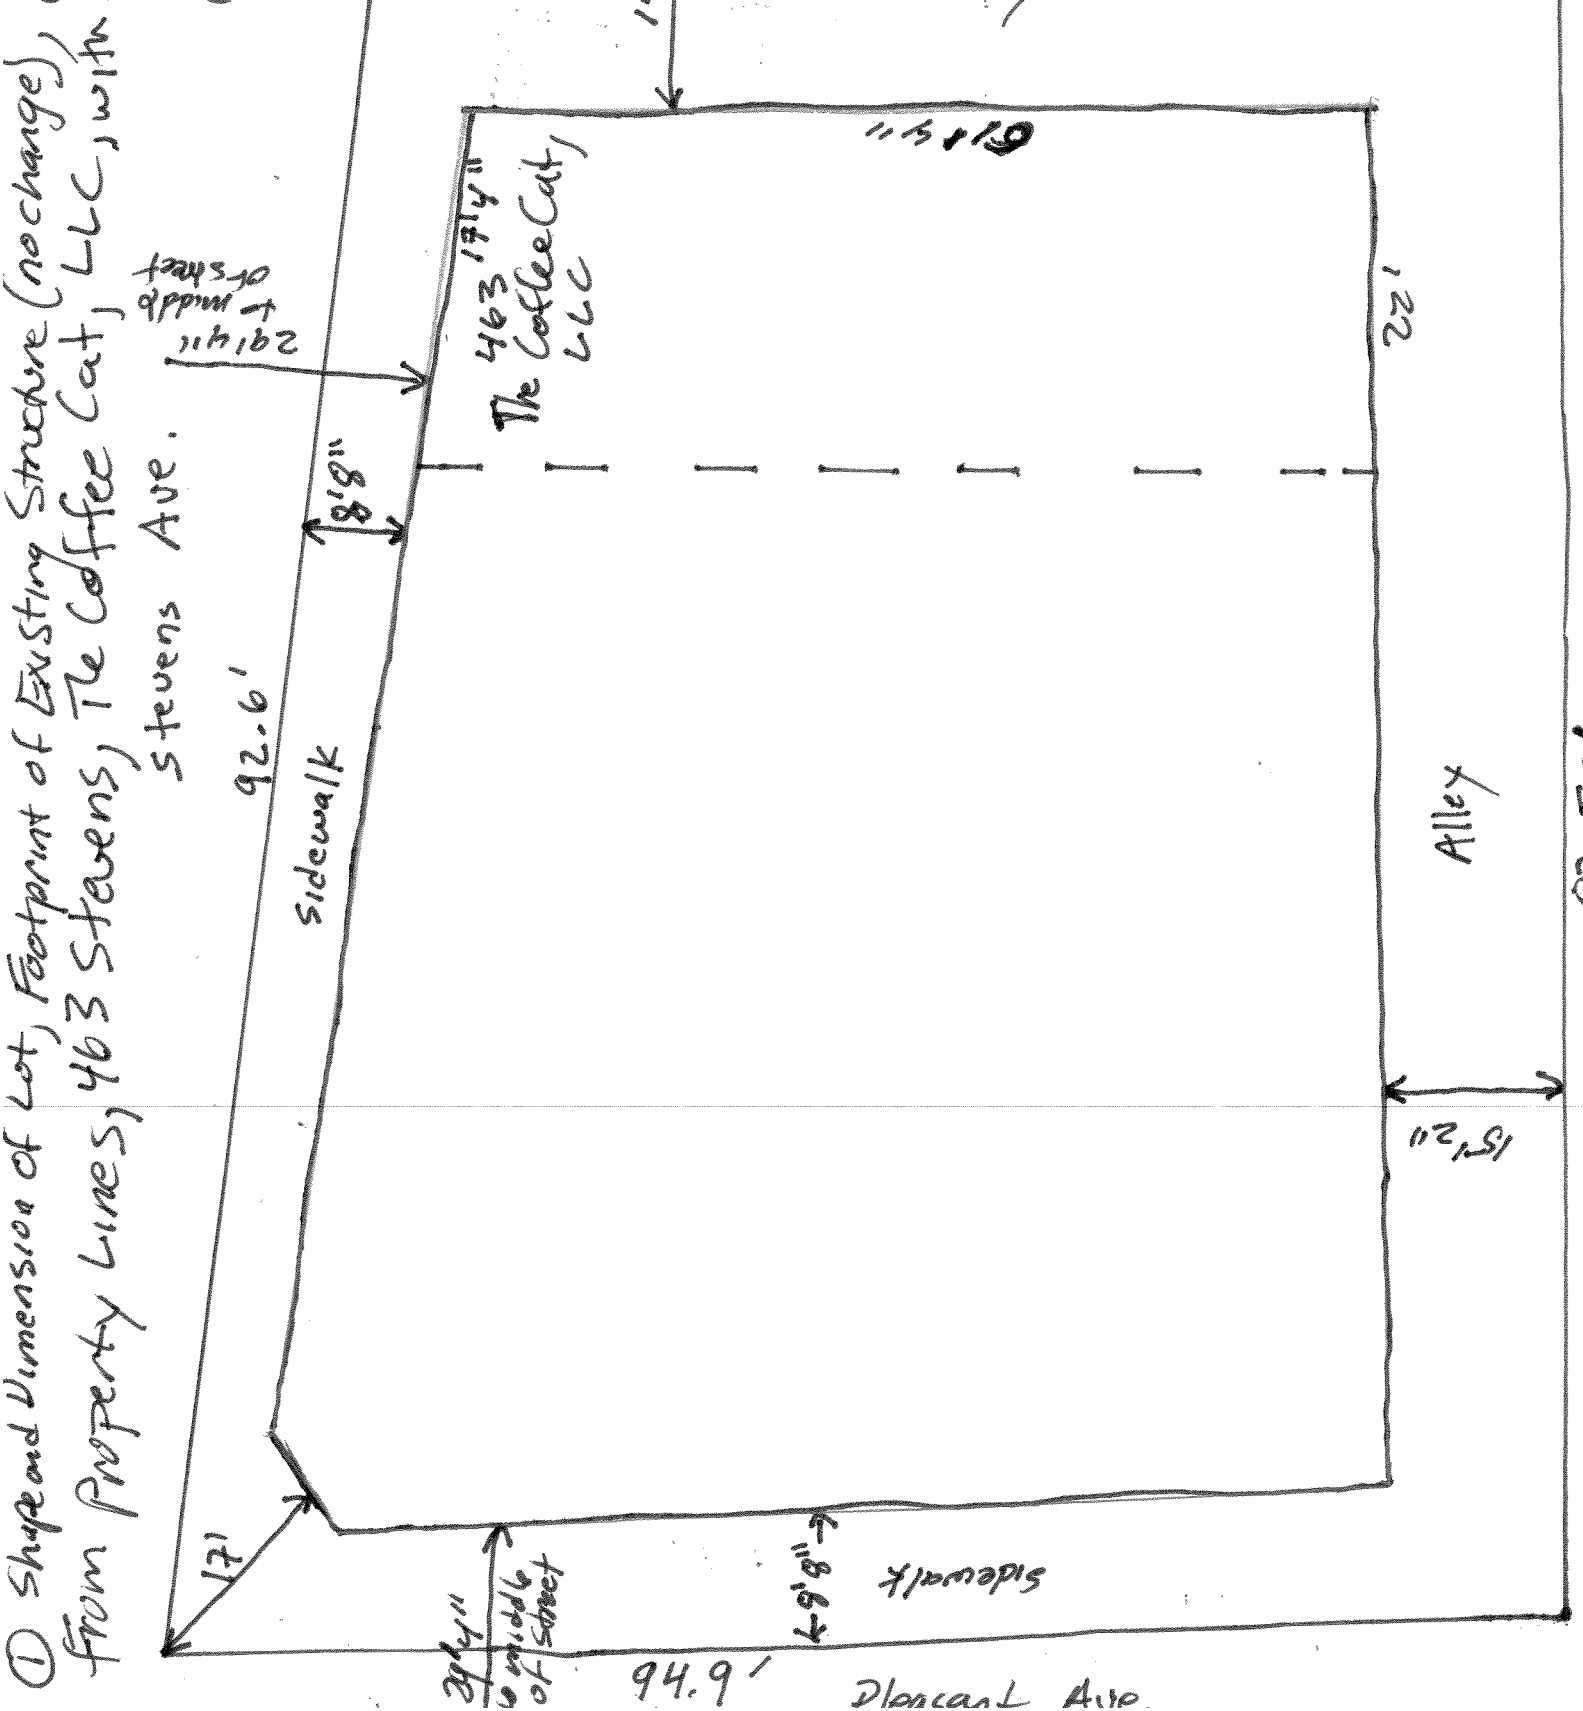 ① Shape and Dimension of Lot, Footprint of Existing Structure (no change),
from Property Lines, 463 Stevens, The Coffee Cat, LLC, with
Stevens Ave.
29'4"
to middle
of street
92.6'
8'8"
Sidewalk
463 17'4"
The Coffee Cat,
LLC
61'4"
22'
Alley
15'2"
17'
29'4"
to middle
of street
9'8"
Sidewalk
94.9'
Pleasant Ave.